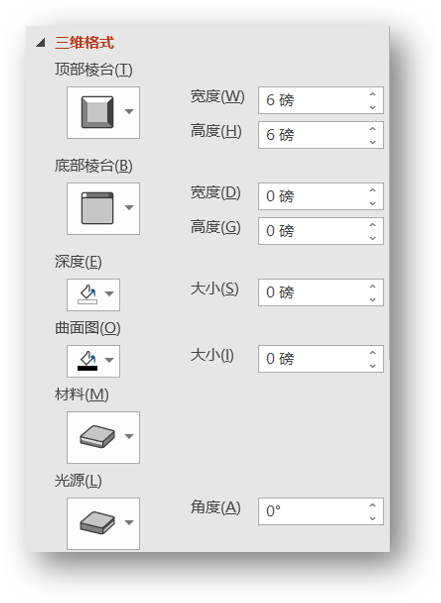 三维格式
顶部棱台(T)
宽度(W) 6 磅
高度(H) 6 磅
底部棱台(B)
宽度(D) 0 磅
高度(G) 0 磅
深度(E)
大小(S) 0 磅
曲面图(O)
大小(I) 0 磅
材料(M)
光源(L)
角度(A) 0°